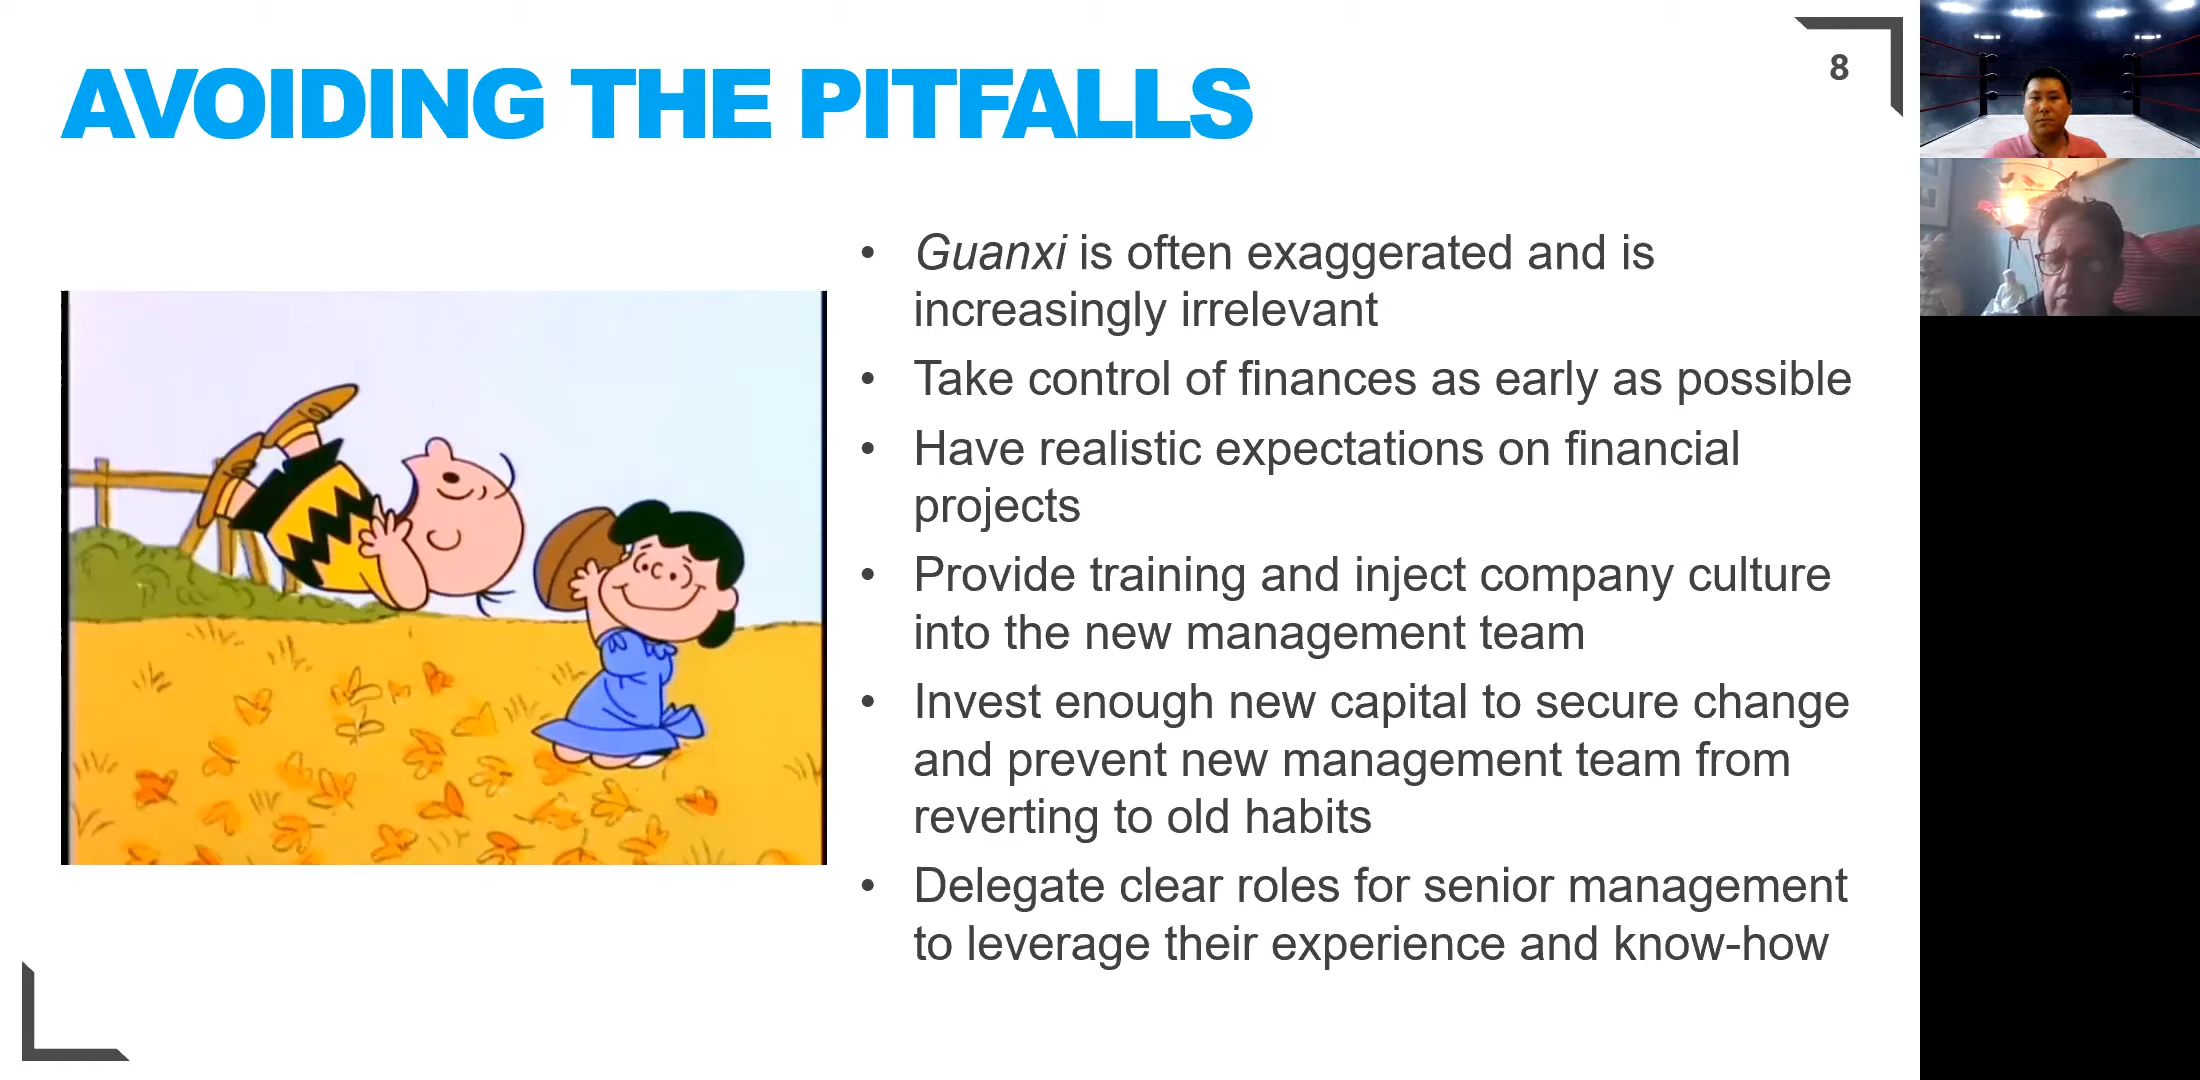 AVOIDING THE PITFALLS
8
• Guanxi is often exaggerated and is
increasingly irrelevant
• Take control of finances as early as possible
• Have realistic expectations on financial
projects
• Provide training and inject company culture
into the new management team
• Invest enough new capital to secure change
and prevent new management team from
reverting to old habits
• Delegate clear roles for senior management
to leverage their experience and know-how